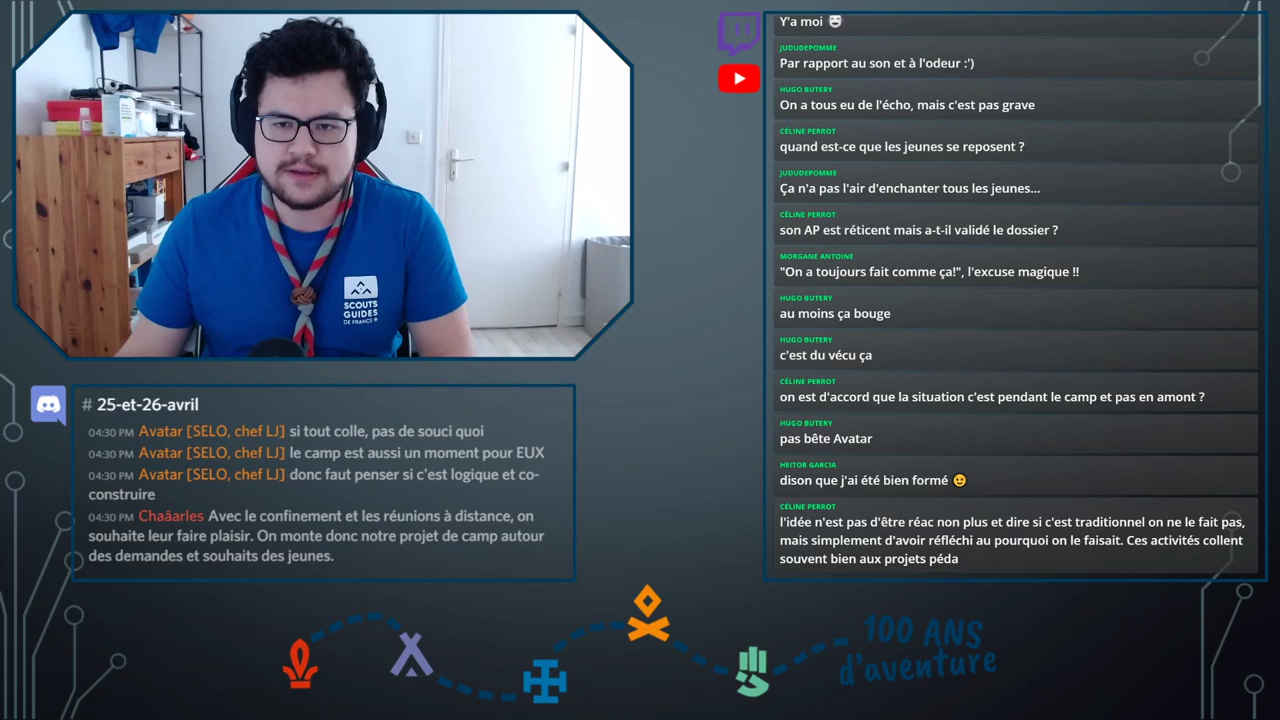 SCOUTS
GUIDES
DE FRANCE
# 25-et-26-avril
04:30 PM Avatar [SELO, chef LJ] si tout colle, pas de souci quoi
04:30 PM Avatar [SELO, chef LJ] le camp est aussi un moment pour EUX
04:30 PM Avatar [SELO, chef LJ] donc faut penser si c'est logique et co-
construire
04:30 PM Chaâarles Avec le confinement et les réunions à distance, on
souhaite leur faire plaisir. On monte donc notre projet de camp autour
des demandes et souhaits des jeunes.
Y'a moi 
JUDUDEPOMME
Par rapport au son et à l'odeur :')
HUGO BUTERY
On a tous eu de l'écho, mais c'est pas grave
CÉLINE PERROT
quand est-ce que les jeunes se reposent ?
JUDUDEPOMME
Ça n'a pas l'air d'enchanter tous les jeunes...
CÉLINE PERROT
son AP est réticent mais a-t-il validé le dossier ?
MORGANE ANTOINE
"On a toujours fait comme ça!", l'excuse magique !!
HUGO BUTERY
au moins ça bouge
HUGO BUTERY
c'est du vécu ça
CÉLINE PERROT
on est d'accord que la situation c'est pendant le camp et pas en amont ?
HUGO BUTERY
pas bête Avatar
HEITOR GARCIA
dison que j'ai été bien formé 😉
CÉLINE PERROT
l'idée n'est pas d'être réac non plus et dire si c'est traditionnel on ne le fait pas,
mais simplement d'avoir réfléchi au pourquoi on le faisait. Ces activités collent
souvent bien aux projets péda
100 ANS
d'aventure